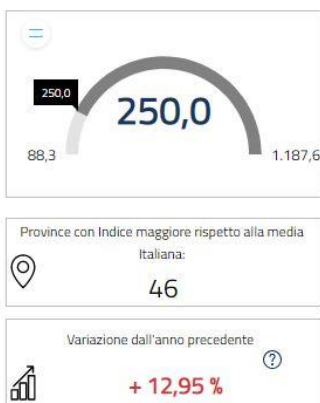 250,0
250,0
88,3
1.187,6
Province con Indice maggiore rispetto alla media
Italiana:
46
Variazione dall'anno precedente
?
+ 12,95 %